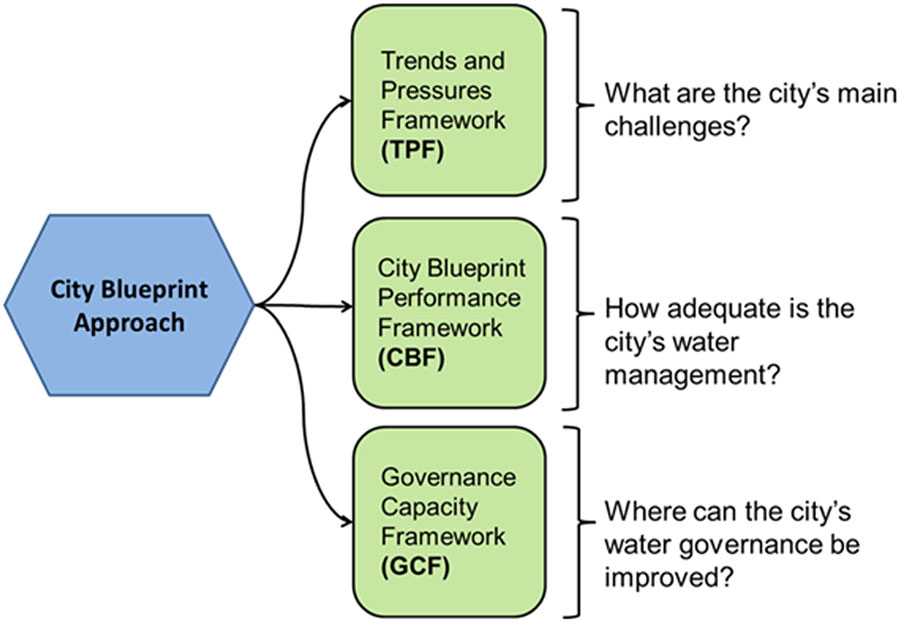 City Blueprint
Approach
Trends and
Pressures
Framework
(TPF)
What are the city’s main
challenges?
City Blueprint
Performance
Framework
(CBF)
How adequate is the
city’s water
management?
Governance
Capacity
Framework
(GCF)
Where can the city’s
water governance be
improved?